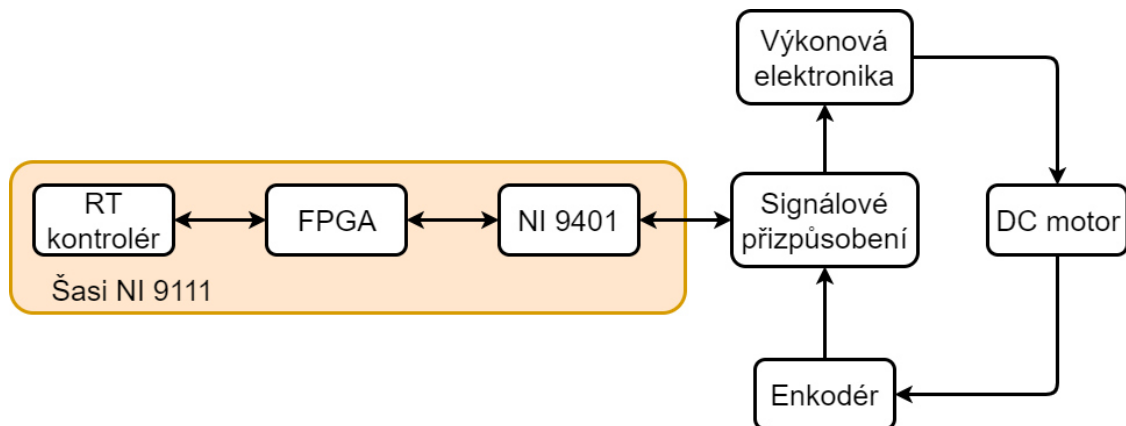 Výkonová
elektronika
RT
kontrolér
FPGA
NI 9401
Signálové
přizpůsobení
DC motor
Šasi NI 9111
Enkodér